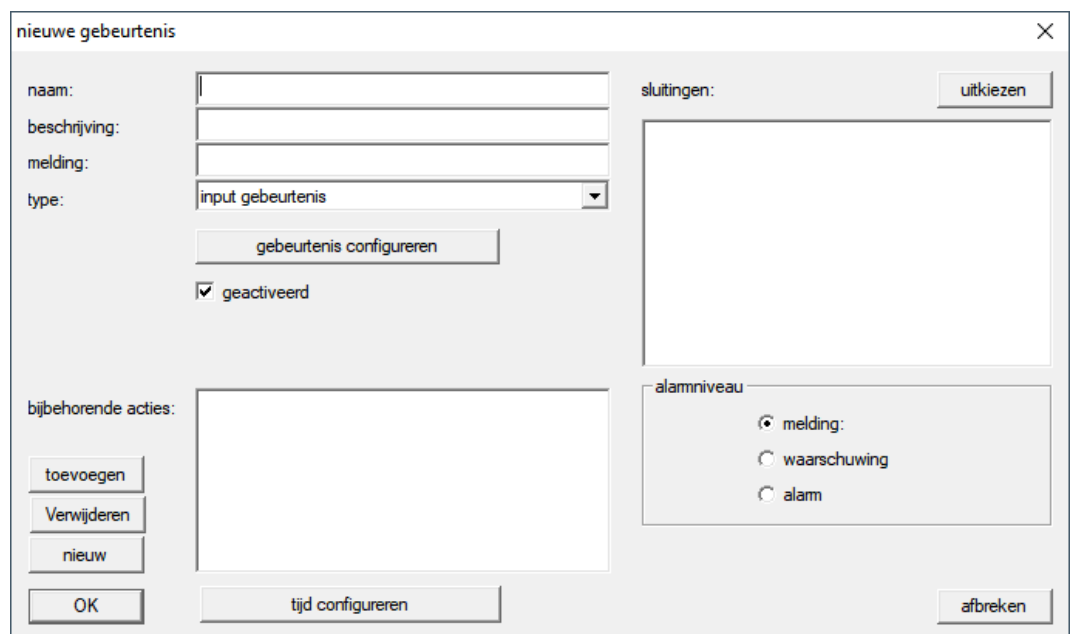 nieuwe gebeurtenis
naam:
beschrijving:
melding:
type:
input gebeurtenis
gebeurtenis configureren
geactiveerd
sluitingen:
uitkiezen
bijbehorende acties:
toevoegen
Verwijderen
nieuw
OK
tijd configureren
alarmniveau
melding:
waarschuwing
alarm
afbreken